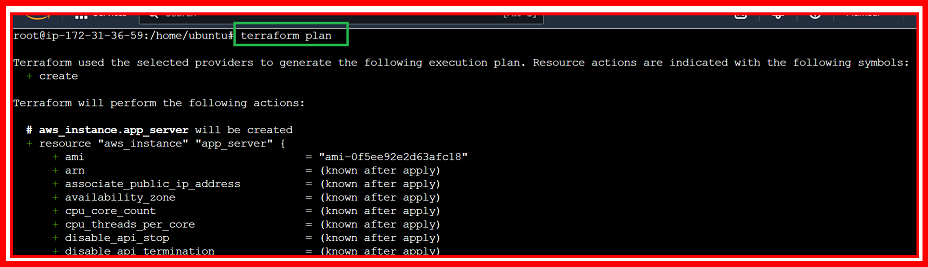 root@ip-172-31-36-59:/home/ubuntu# terraform plan
Terraform used the selected providers to generate the following execution plan. Resource actions are indicated with the following symbols:
+ create
Terraform will perform the following actions:
# aws_instance.app_server will be created
+ resource "aws_instance" "app_server" {
+ ami = "ami-0f5ee92e2d63afc18"
+ arn = (known after apply)
+ associate_public_ip_address = (known after apply)
+ availability_zone = (known after apply)
+ cpu_core_count = (known after apply)
+ cpu_threads_per_core = (known after apply)
+ disable_api_stop = (known after apply)
+ disable_api_termination = (known after apply)